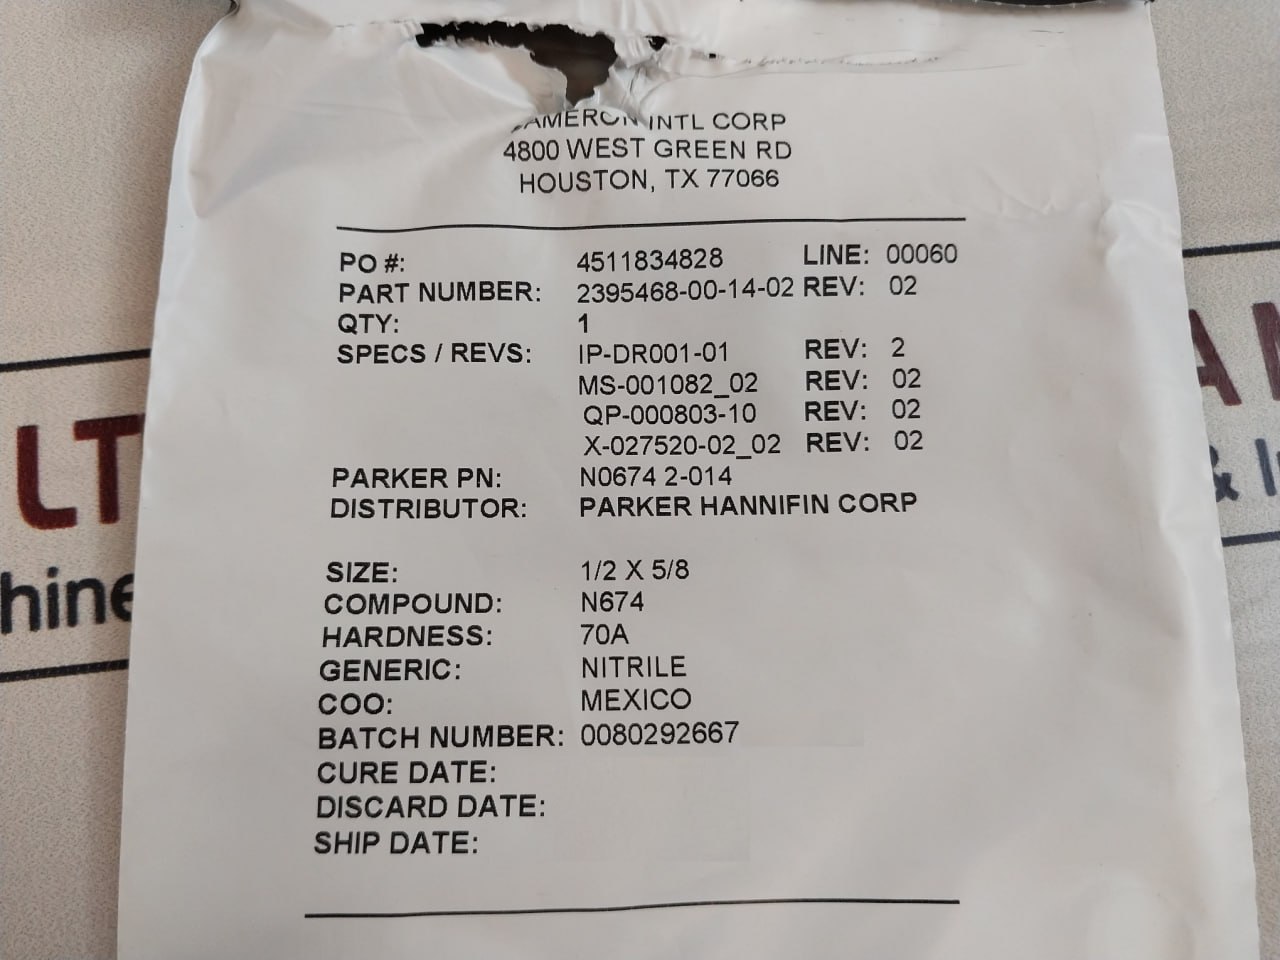 CAMERON INTL CORP
4800 WEST GREEN RD
HOUSTON, TX 77066
PO #: 4511834828 LINE: 00060
PART NUMBER: 2395468-00-14-02 REV: 02
QTY: 1
SPECS / REVS: IP-DR001-01 REV: 2
MS-001082_02 REV: 02
QP-000803-10 REV: 02
X-027520-02_02 REV: 02
PARKER PN: N0674 2-014
DISTRIBUTOR: PARKER HANNIFIN CORP
SIZE: 1/2 X 5/8
COMPOUND: N674
HARDNESS: 70A
GENERIC: NITRILE
COO: MEXICO
BATCH NUMBER: 0080292667
CURE DATE:
DISCARD DATE:
SHIP DATE:
LT
hine
AM
& I